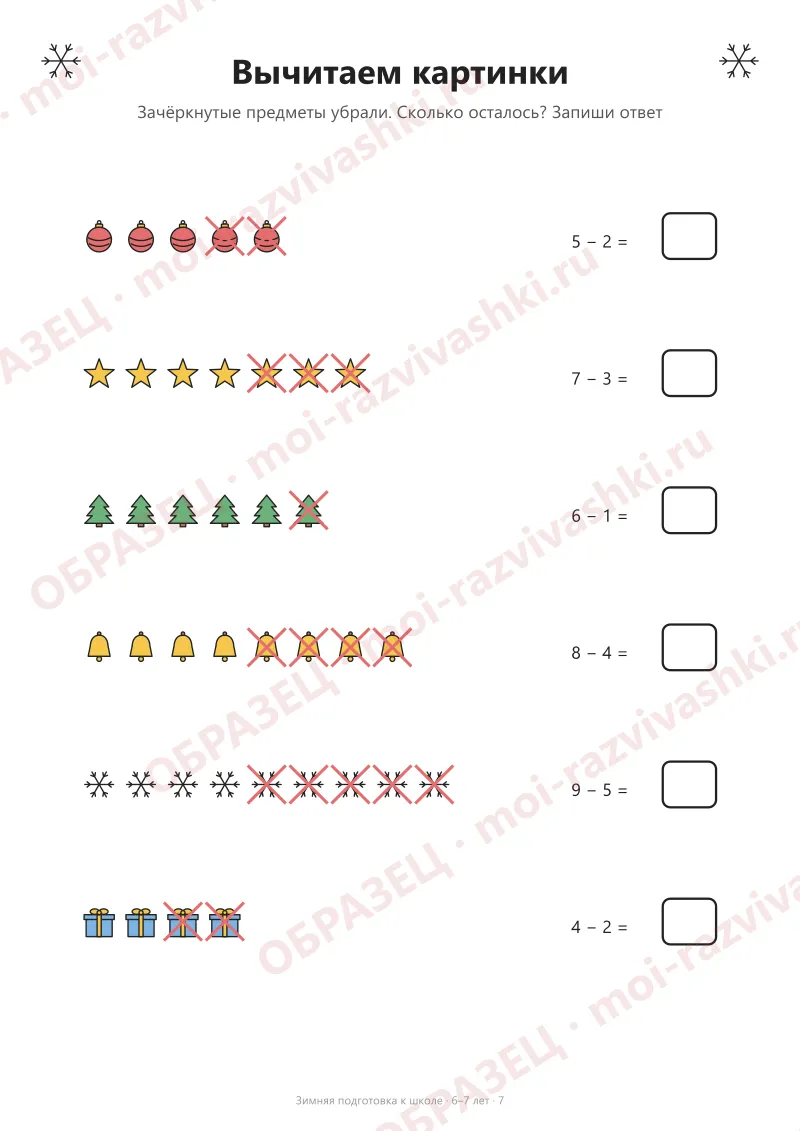 Вычитаем картинки
Зачёркнутые предметы убрали. Сколько осталось? Запиши ответ
5 − 2 =
7 − 3 =
6 − 1 =
8 − 4 =
9 − 5 =
4 − 2 =
Зимняя подготовка к школе · 6–7 лет · 7
ОБРАЗЕЦ · moi-razvivashki.ru